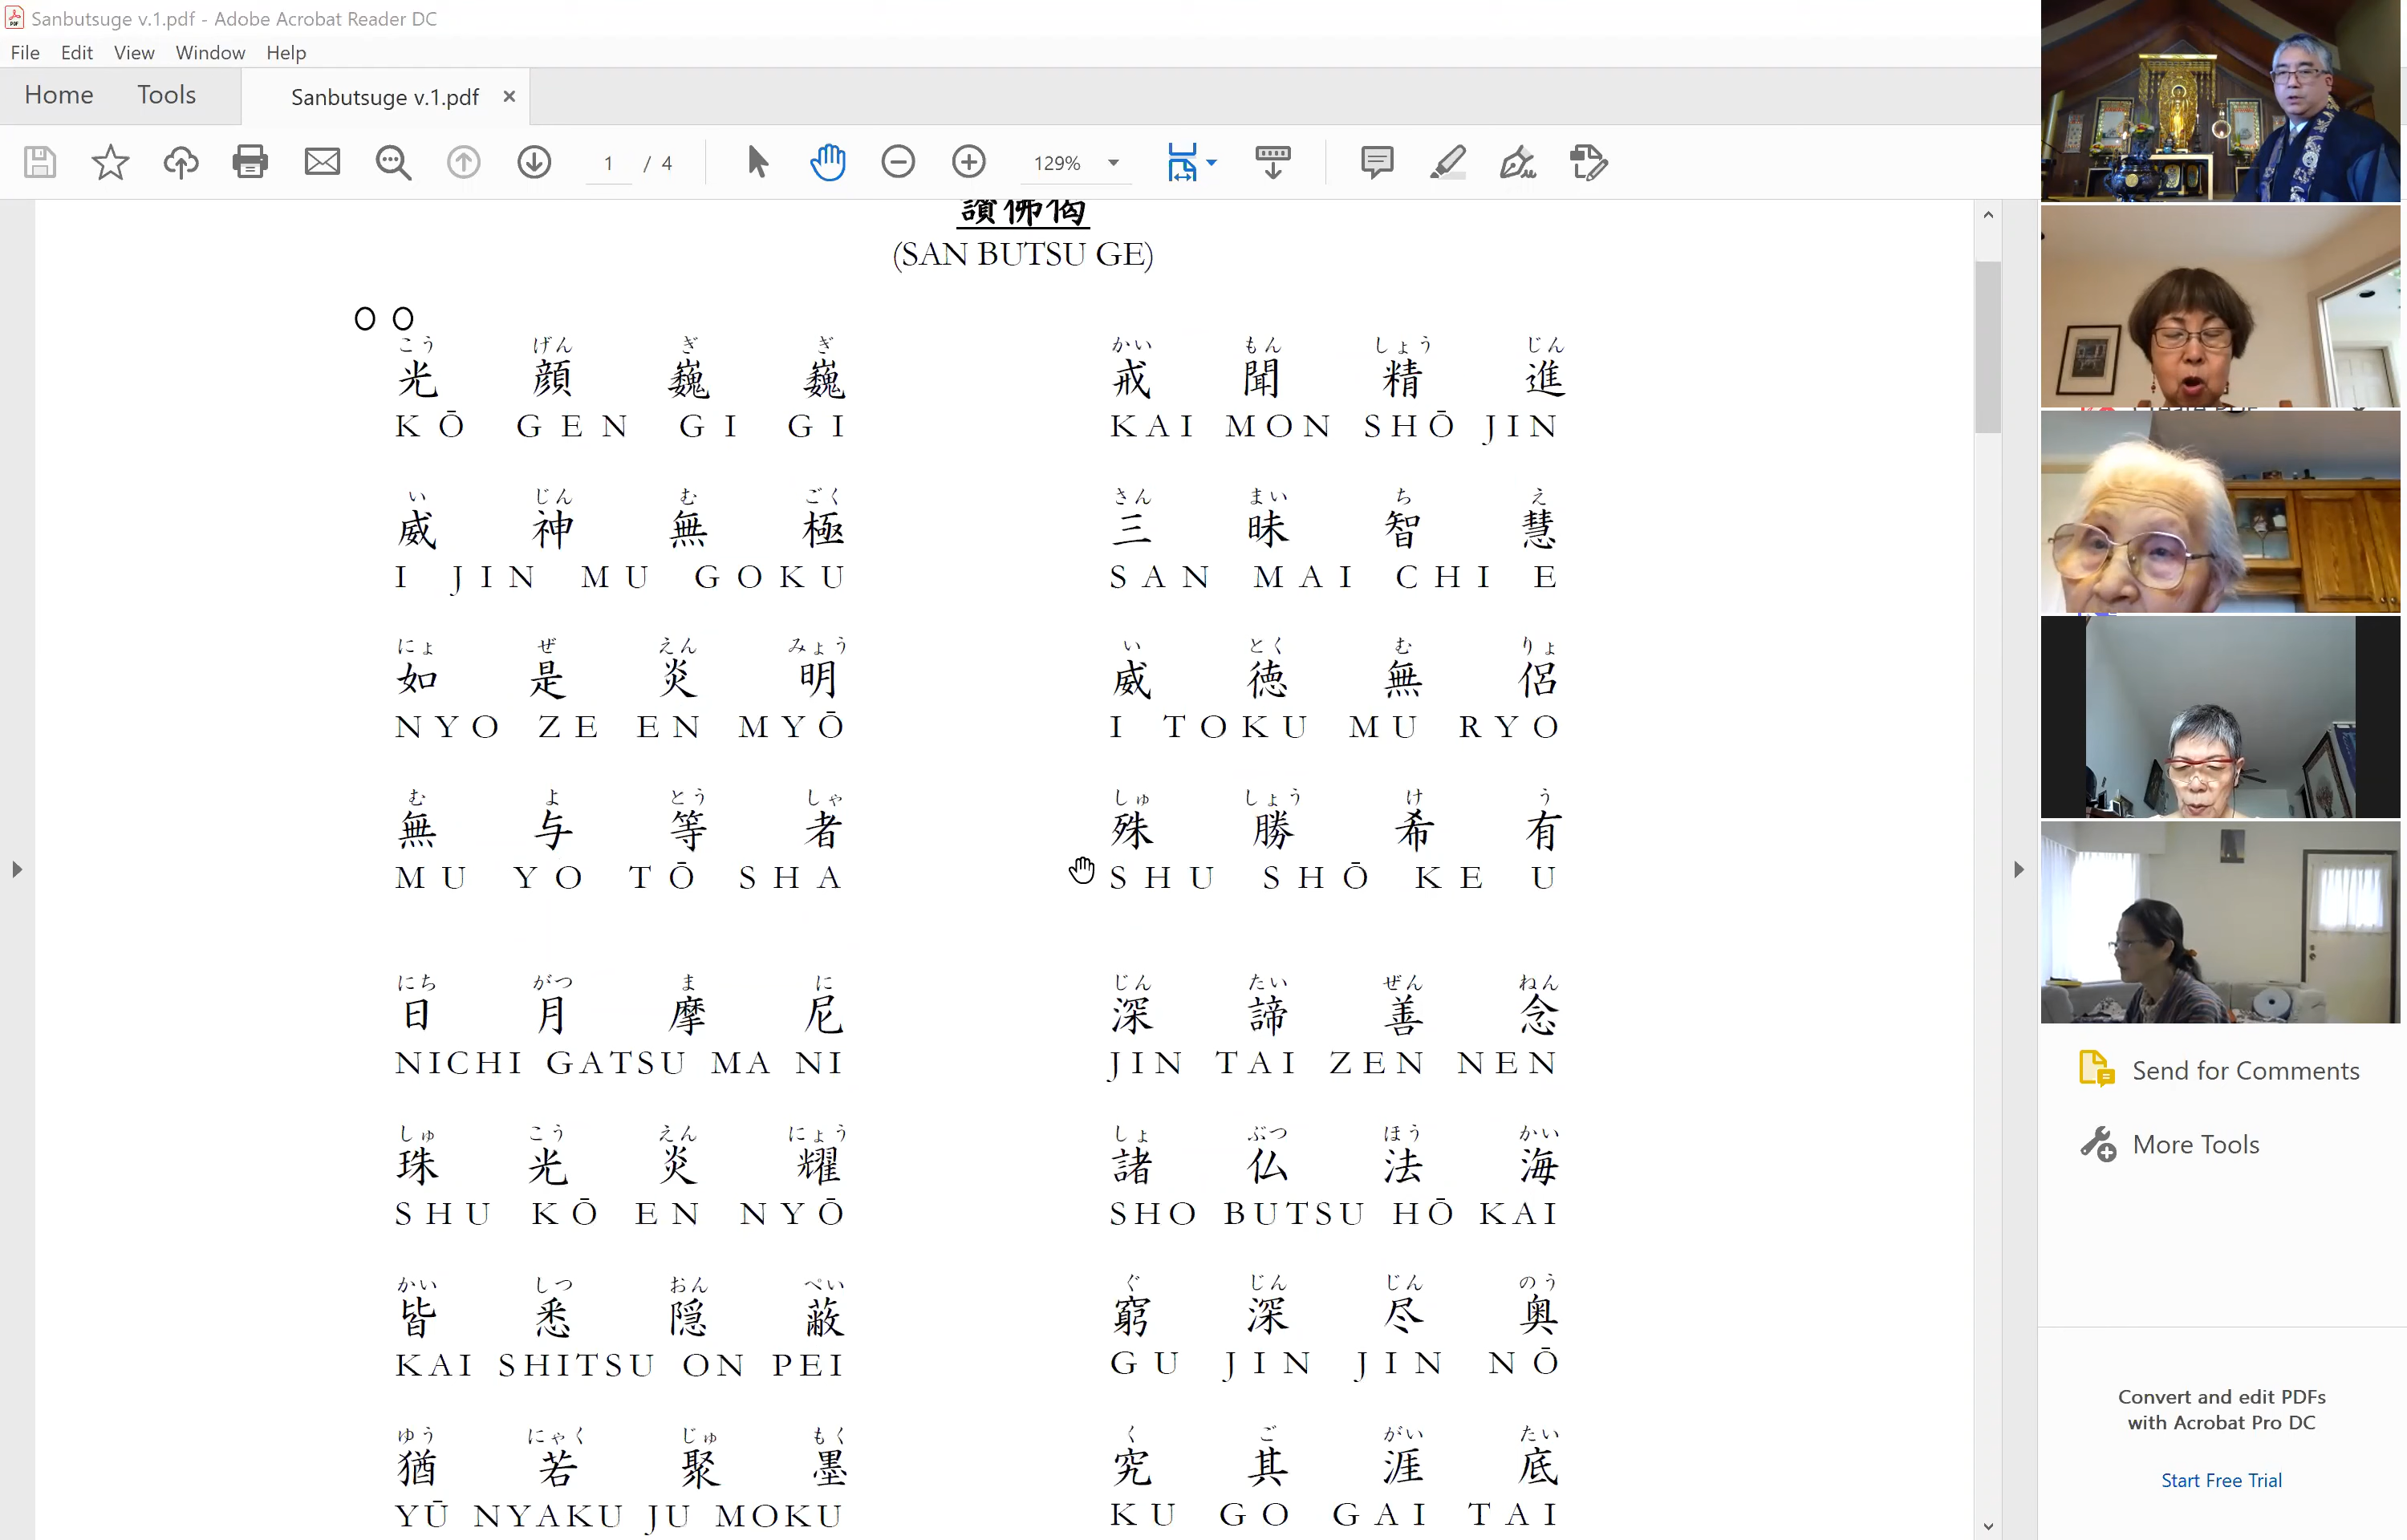 Sanbutsuge v.1.pdf - Adobe Acrobat Reader DC
File Edit View Window Help
Home Tools Sanbutsuge v.1.pdf ×
1 / 4 129%
讃佛偈
(SAN BUTSU GE)
こう げん ぎ ぎ
光 顔 巍 巍
KŌ GEN GI GI
い じん む ごく
威 神 無 極
I JIN MU GOKU
にょ ぜ えん みょう
如 是 炎 明
NYO ZE EN MYŌ
む よ とう しゃ
無 与 等 者
MU YO TŌ SHA
にち がつ ま に
日 月 摩 尼
NICHI GATSU MA NI
しゅ こう えん にょう
珠 光 炎 耀
SHU KŌ EN NYŌ
かい しつ おん ぺい
皆 悉 隠 蔽
KAI SHITSU ON PEI
ゆう にゃく じゅ もく
猶 若 聚 墨
YŪ NYAKU JU MOKU
かい もん しょう じん
戒 聞 精 進
KAI MON SHŌ JIN
さん まい ち え
三 昧 智 慧
SAN MAI CHI E
い とく む りょ
威 徳 無 侶
I TOKU MU RYO
しゅ しょう け う
殊 勝 希 有
SHU SHŌ KE U
じん たい ぜん ねん
深 諦 善 念
JIN TAI ZEN NEN
しょ ぶつ ほう かい
諸 仏 法 海
SHO BUTSU HŌ KAI
ぐ じん じん のう
窮 深 尽 奥
GU JIN JIN NŌ
く ご がい たい
究 其 涯 底
KU GO GAI TAI
Send for Comments
More Tools
Convert and edit PDFs
with Acrobat Pro DC
Start Free Trial